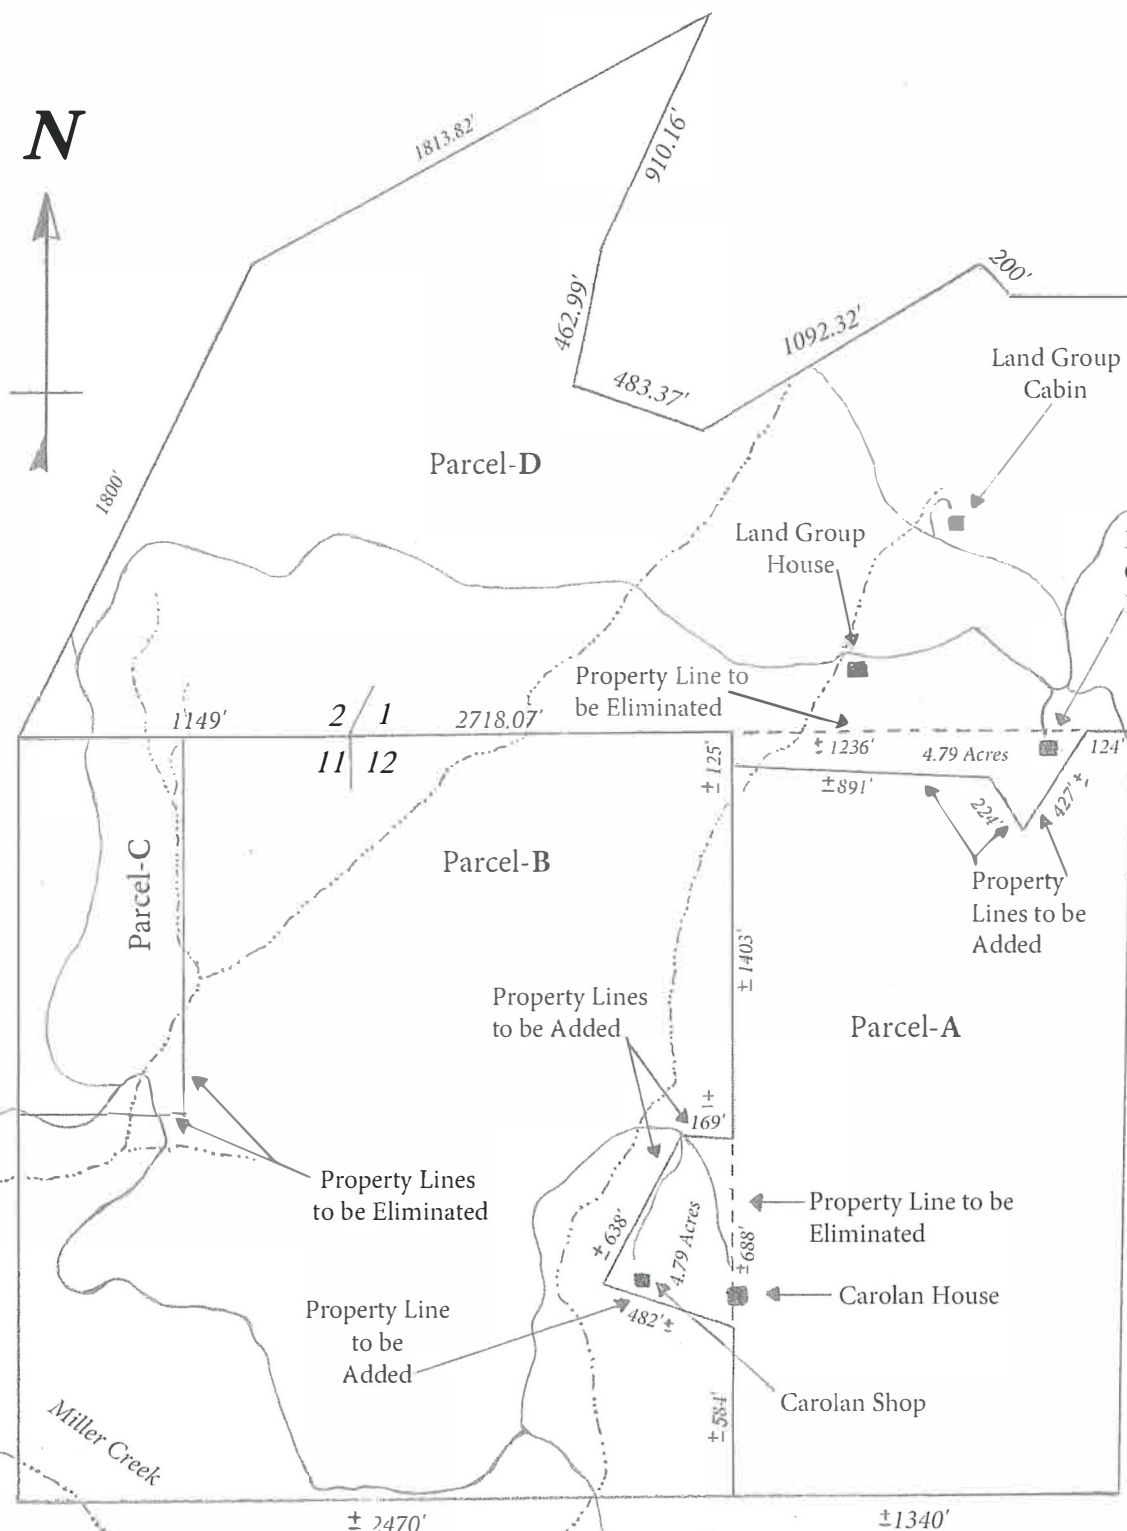 N
1813.82'
910.16'
200'
462.99'
1092.32'
Land Group
Cabin
483.37'
Parcel-D
1800'
Land Group
House
Property Line to
be Eliminated
1149'
2 1
2718.07'
11 12
± 125'
± 1236'
4.79 Acres
124'
±891'
224'
427' ±
Parcel-C
Parcel-B
Property
Lines to be
Added
± 1403'
Property Lines
to be Added
Parcel-A
±
169'
Property Lines
to be Eliminated
Property Line to be
Eliminated
± 638'
4.79 Acres
±688'
Carolan House
Property Line
to be
Added
482' ±
Carolan Shop
±584'
Miller Creek
± 2470'
±1340'